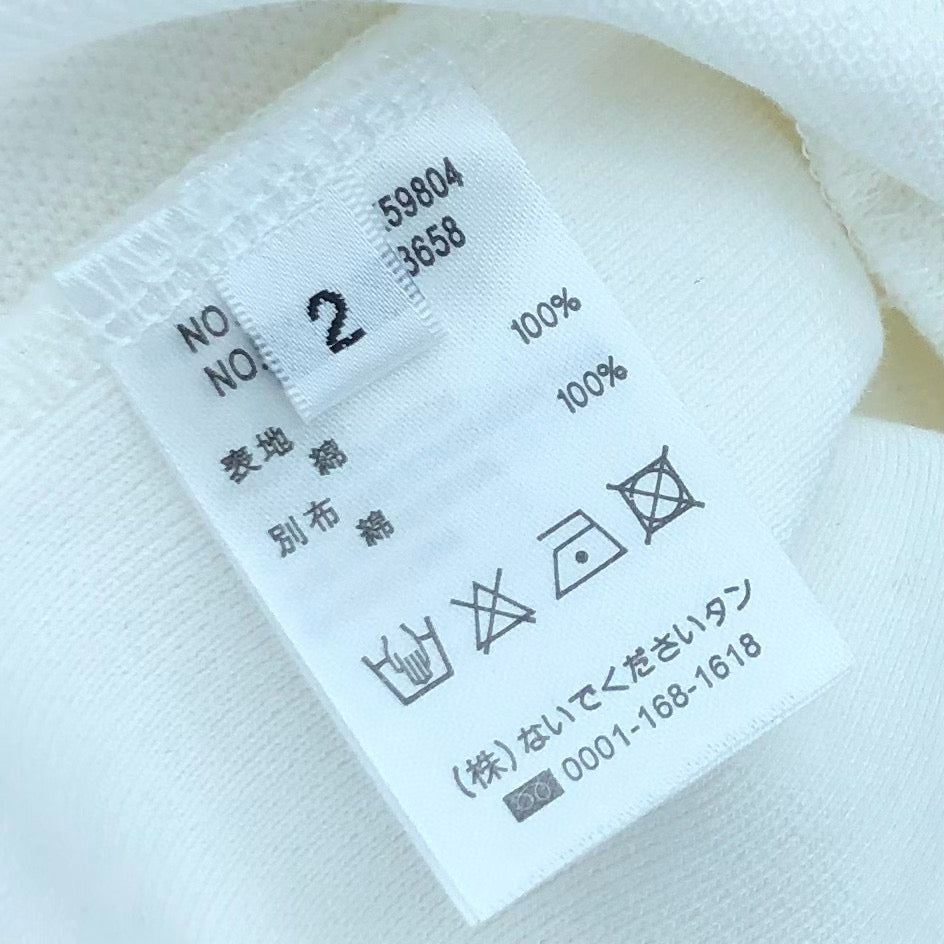 NO. 59804
NO. 3658
2
表地 綿 100%
別布 綿 100%
(株)ないでくださいタン
0001-168-1618